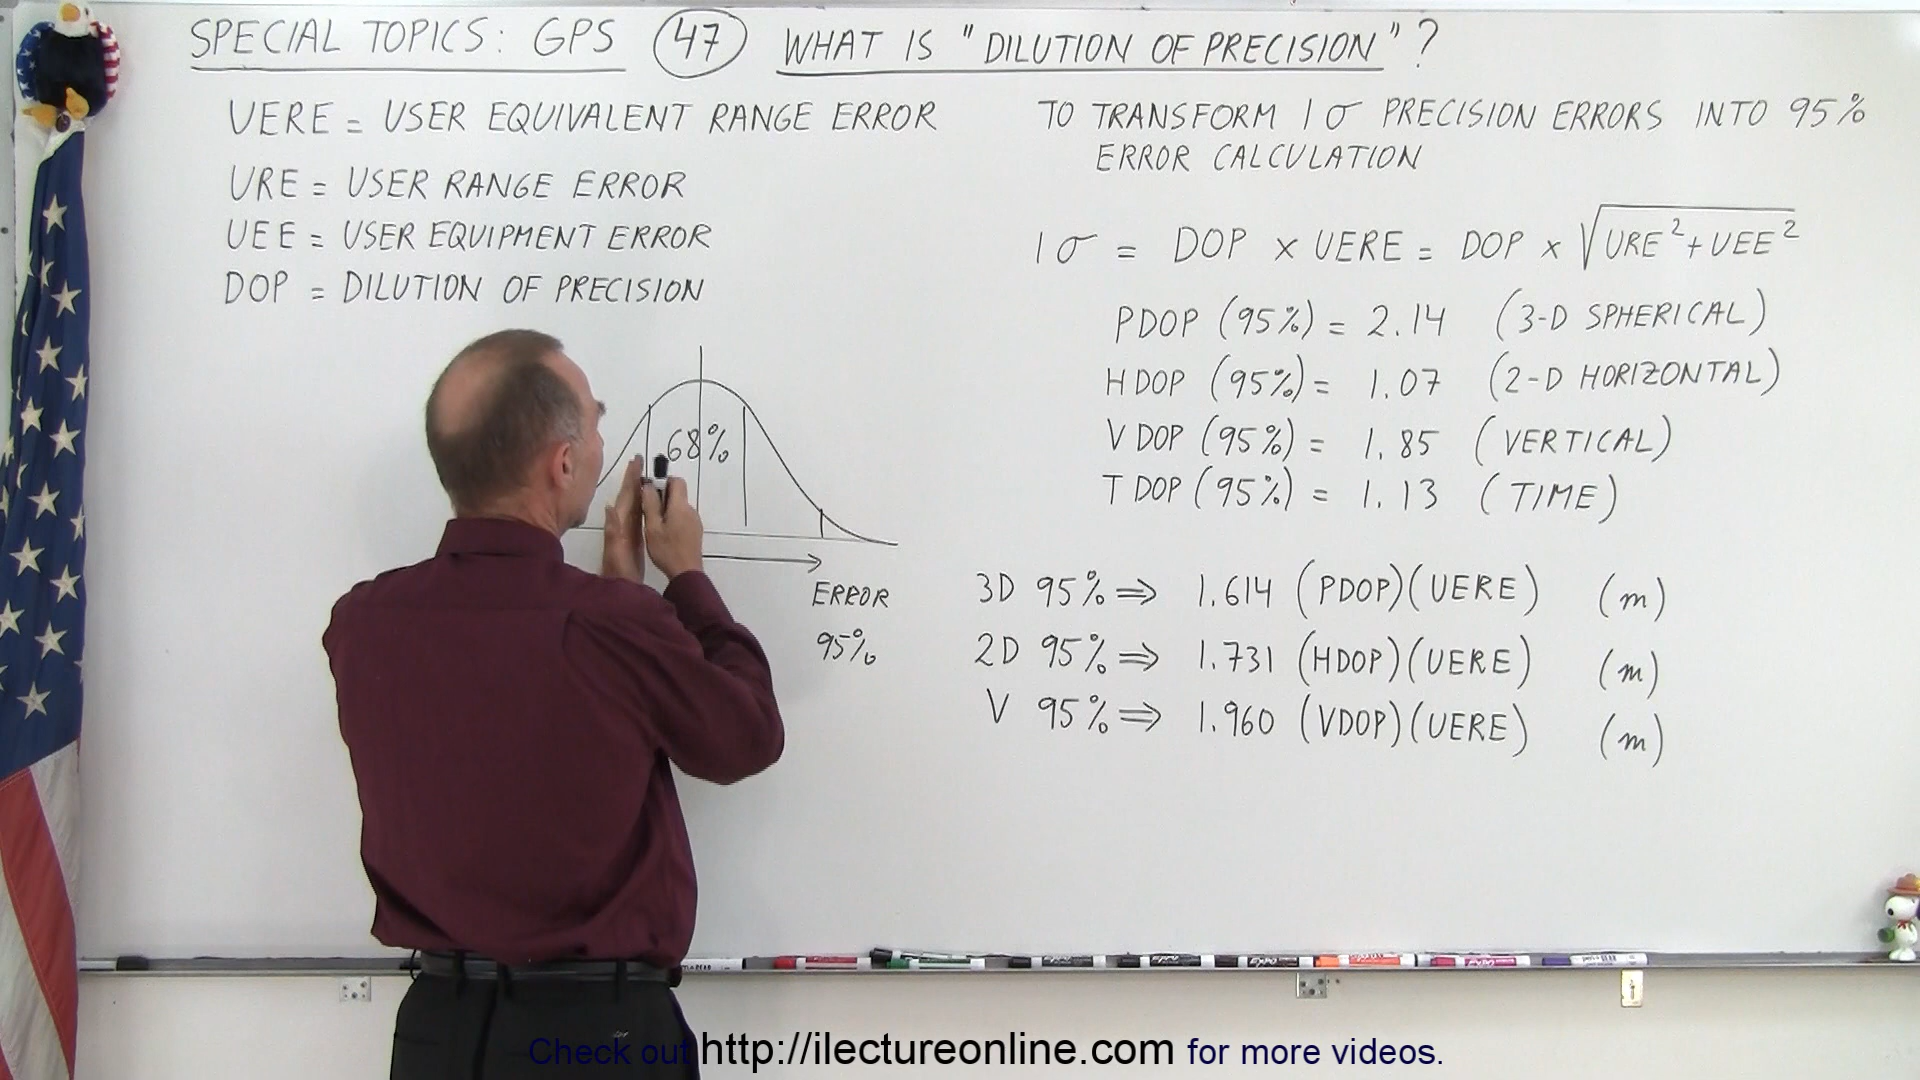 SPECIAL TOPICS: GPS 47 WHAT IS "DILUTION OF PRECISION"?
UERE = USER EQUIVALENT RANGE ERROR
URE = USER RANGE ERROR
UEE = USER EQUIPMENT ERROR
DOP = DILUTION OF PRECISION
68%
ERROR
95%
TO TRANSFORM 1σ PRECISION ERRORS INTO 95%
ERROR CALCULATION
1σ = DOP × UERE = DOP × √URE²+UEE²
PDOP (95%) = 2.14 (3-D SPHERICAL)
HDOP (95%) = 1.07 (2-D HORIZONTAL)
VDOP (95%) = 1.85 (VERTICAL)
TDOP (95%) = 1.13 (TIME)
3D 95% ⇒ 1.614 (PDOP)(UERE) (m)
2D 95% ⇒ 1.731 (HDOP)(UERE) (m)
V 95% ⇒ 1.960 (VDOP)(UERE) (m)
Check out http://ilectureonline.com for more videos.